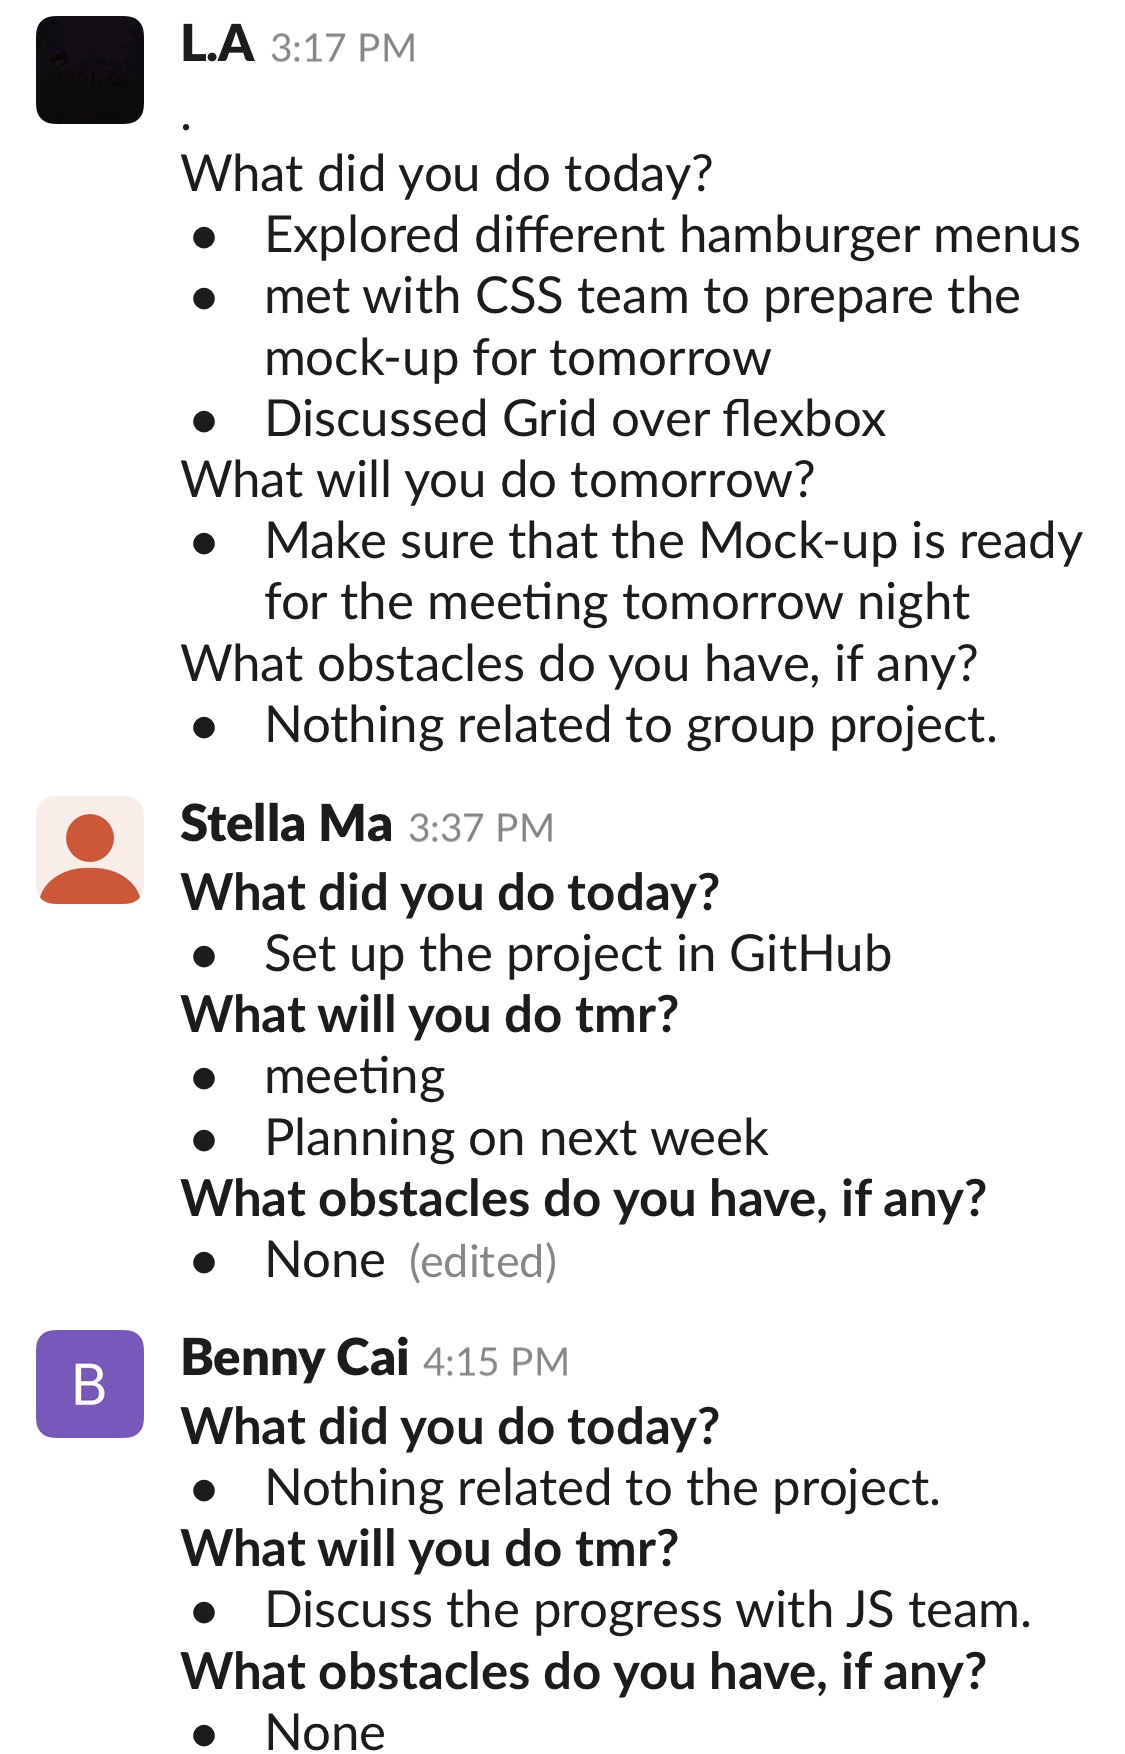 L.A 3:17 PM
.
What did you do today?
● Explored different hamburger menus
● met with CSS team to prepare the
mock-up for tomorrow
● Discussed Grid over flexbox
What will you do tomorrow?
● Make sure that the Mock-up is ready
for the meeting tomorrow night
What obstacles do you have, if any?
● Nothing related to group project.
Stella Ma 3:37 PM
What did you do today?
● Set up the project in GitHub
What will you do tmr?
● meeting
● Planning on next week
What obstacles do you have, if any?
● None (edited)
B
Benny Cai 4:15 PM
What did you do today?
● Nothing related to the project.
What will you do tmr?
● Discuss the progress with JS team.
What obstacles do you have, if any?
● None